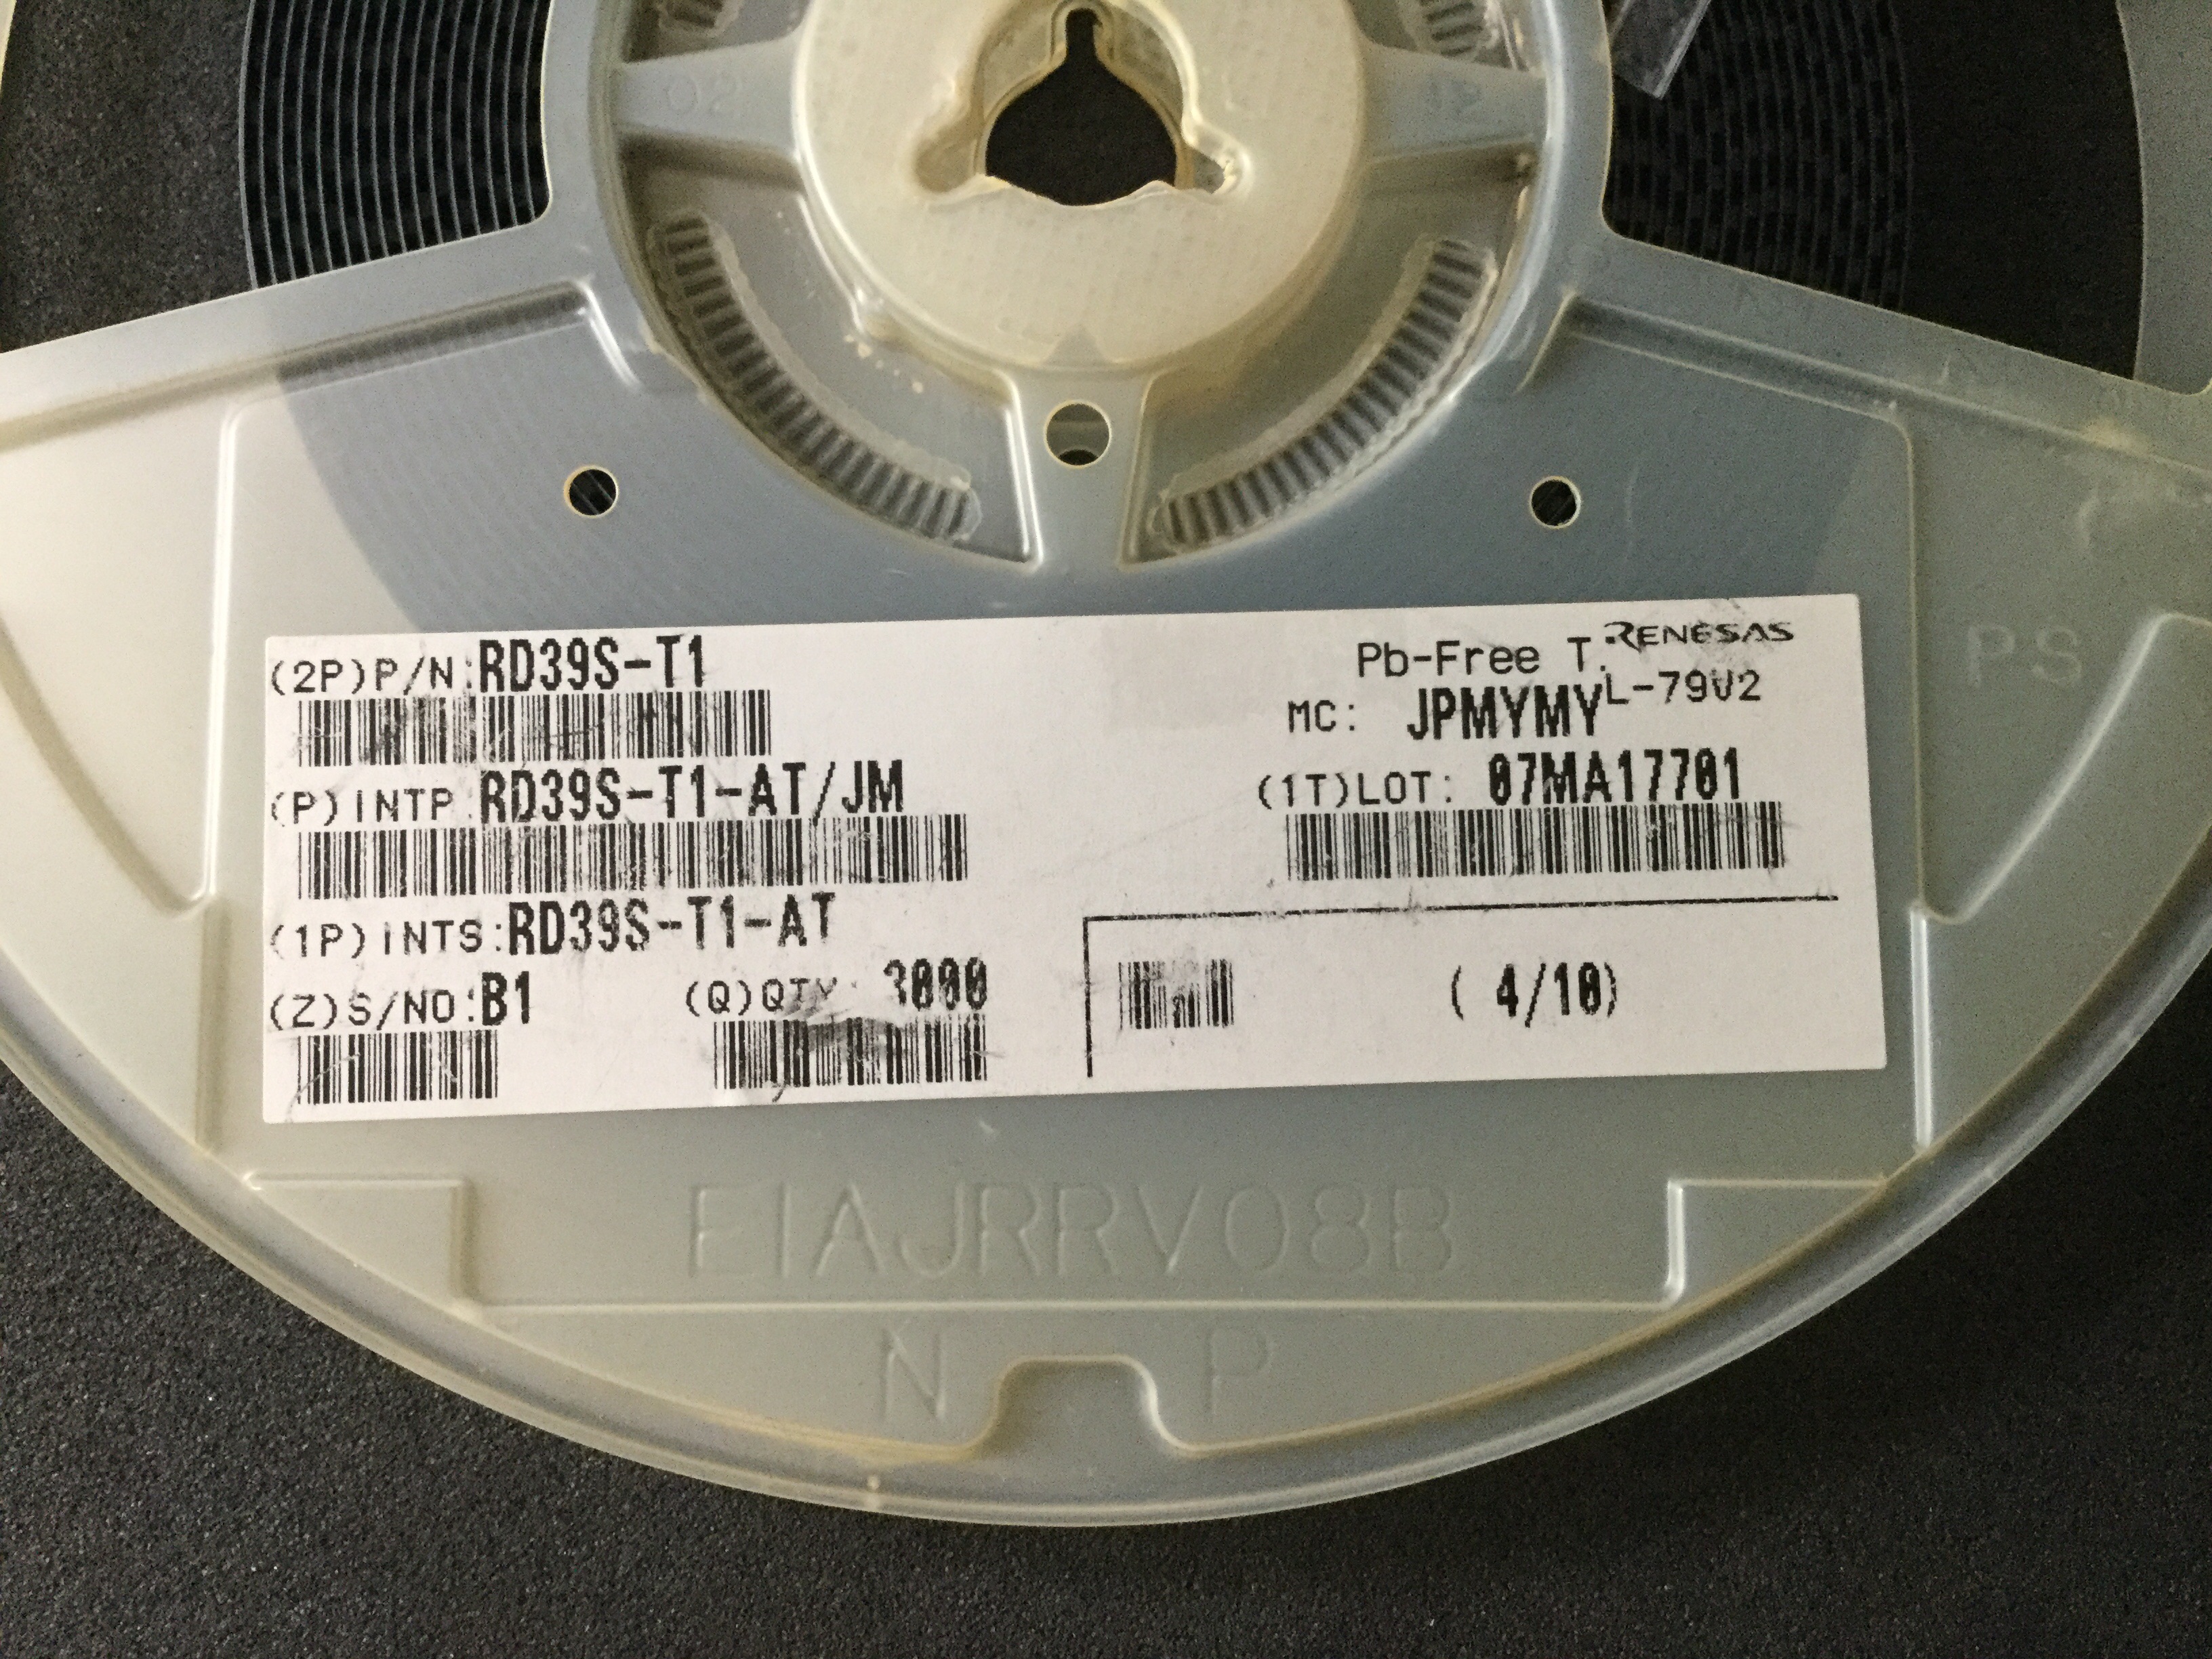 (2P)P/N:RD39S-T1
Pb-Free T.
RENESAS
L-79V2
MC: JPMYMY
(P)INTP:RD39S-T1-AT/JM
(1T)LOT: 07MA17701
(1P)INTS:RD39S-T1-AT
(Z)S/NO:B1
(Q)QTY: 3000
( 4/10)
PS
EIAJRRV08B
N P
02